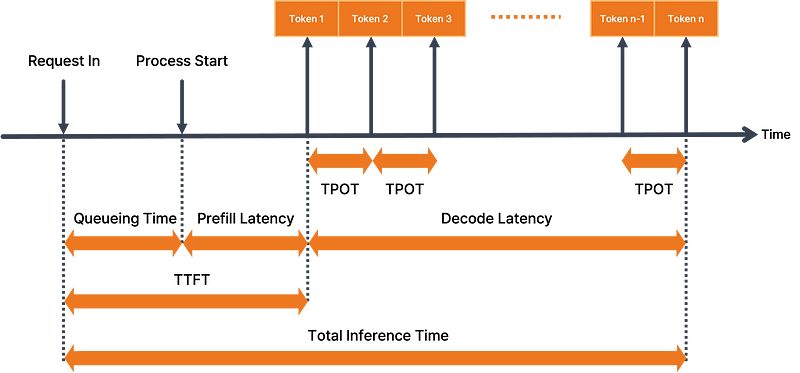 Token 1
Token 2
Token 3
Token n-1
Token n
Request In
Process Start
Time
TPOT
TPOT
TPOT
Queueing Time
Prefill Latency
Decode Latency
TTFT
Total Inference Time